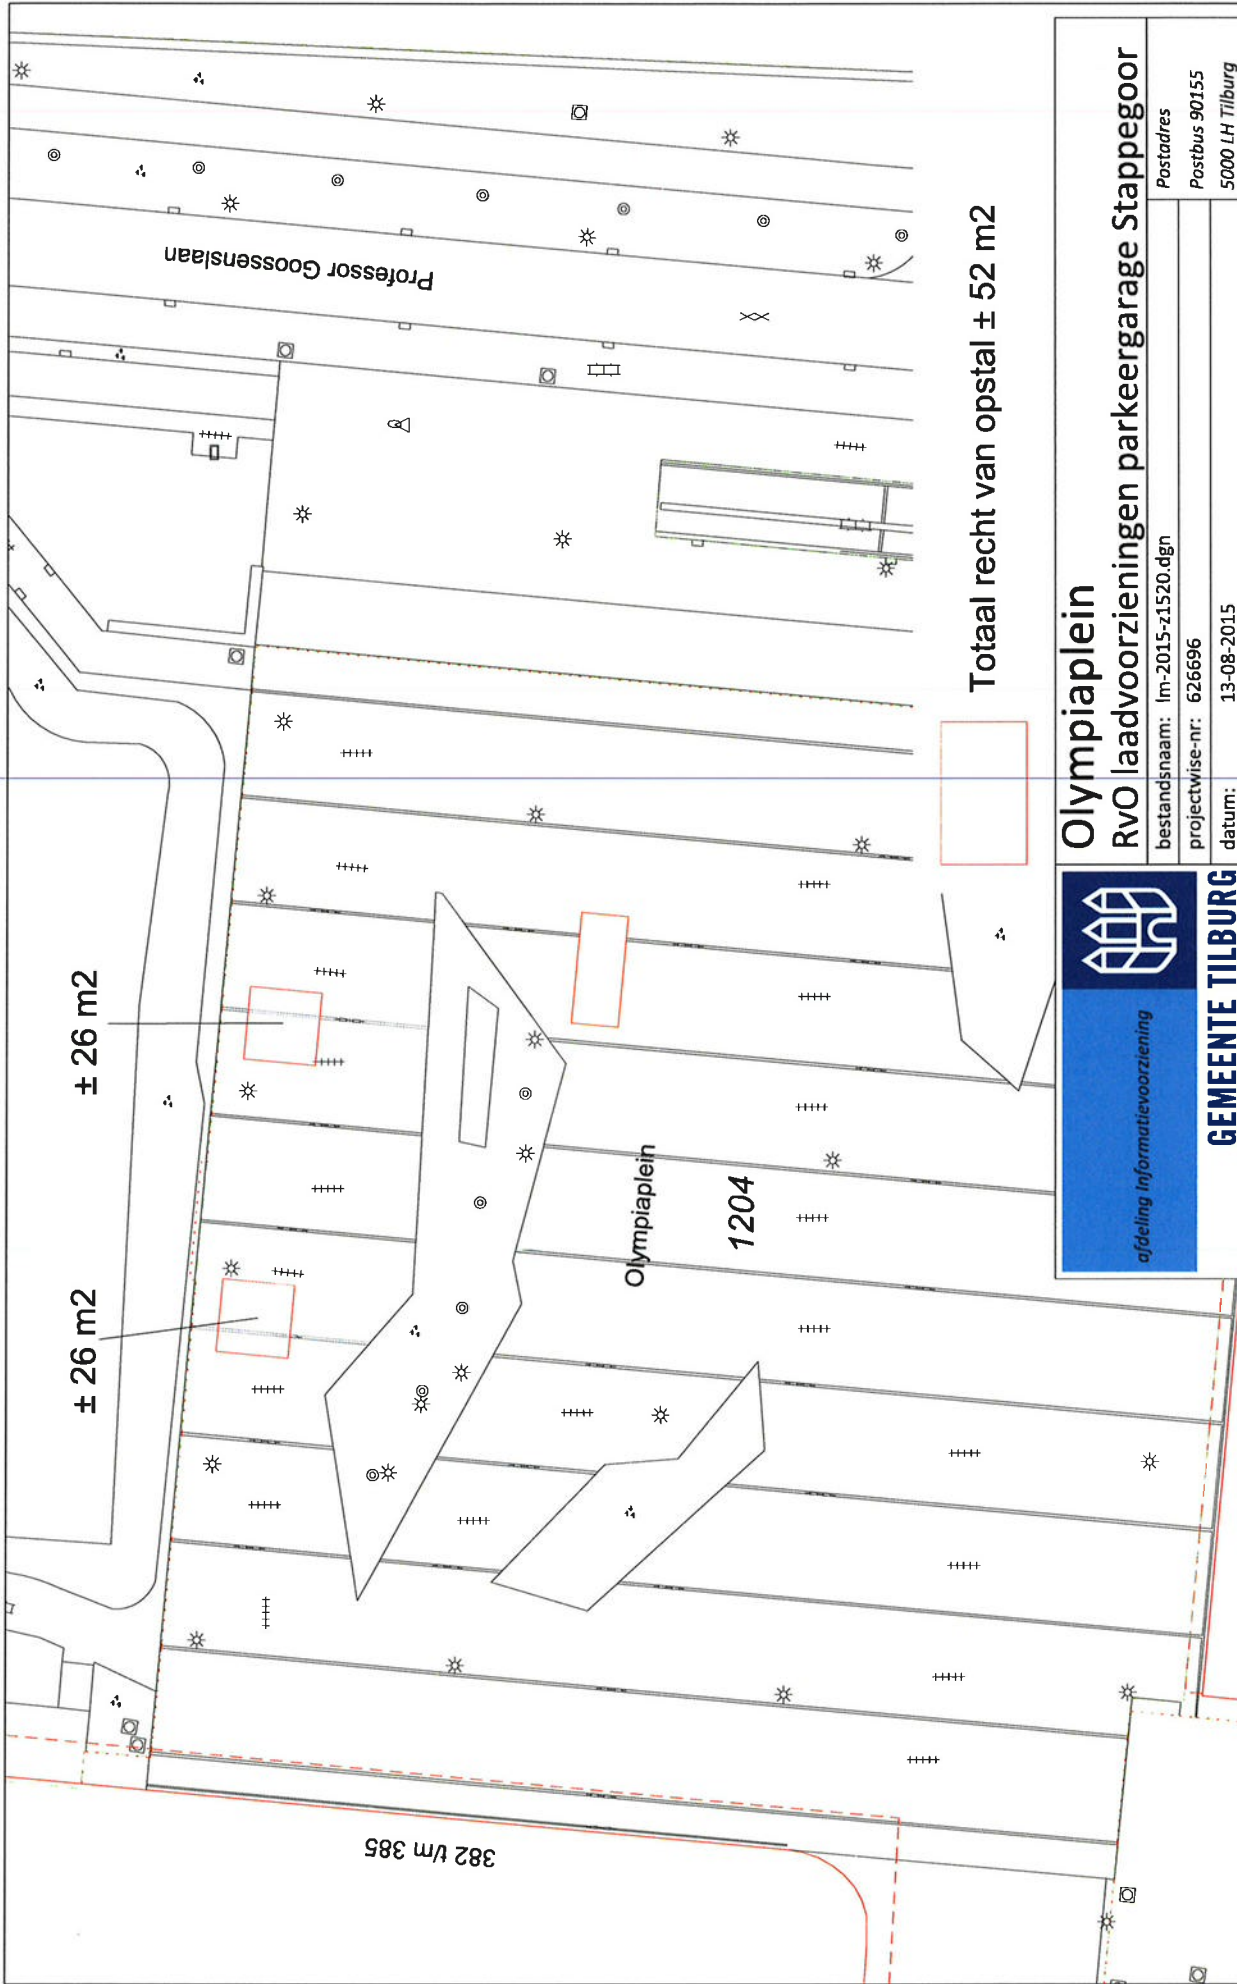 ± 26 m2
± 26 m2
Professor Goossenslaan
Olympiaplein
1204
382 t/m 385
Totaal recht van opstal ± 52 m2
Olympiaplein
RvO laadvoorzieningen parkeergarage Stappegoor
bestandsnaam: lm-2015-z1520.dgn
projectwise-nr: 626696
datum: 13-08-2015
Postadres
Postbus 90155
5000 LH Tilburg
afdeling Informatievoorziening
GEMEENTE TILBURG